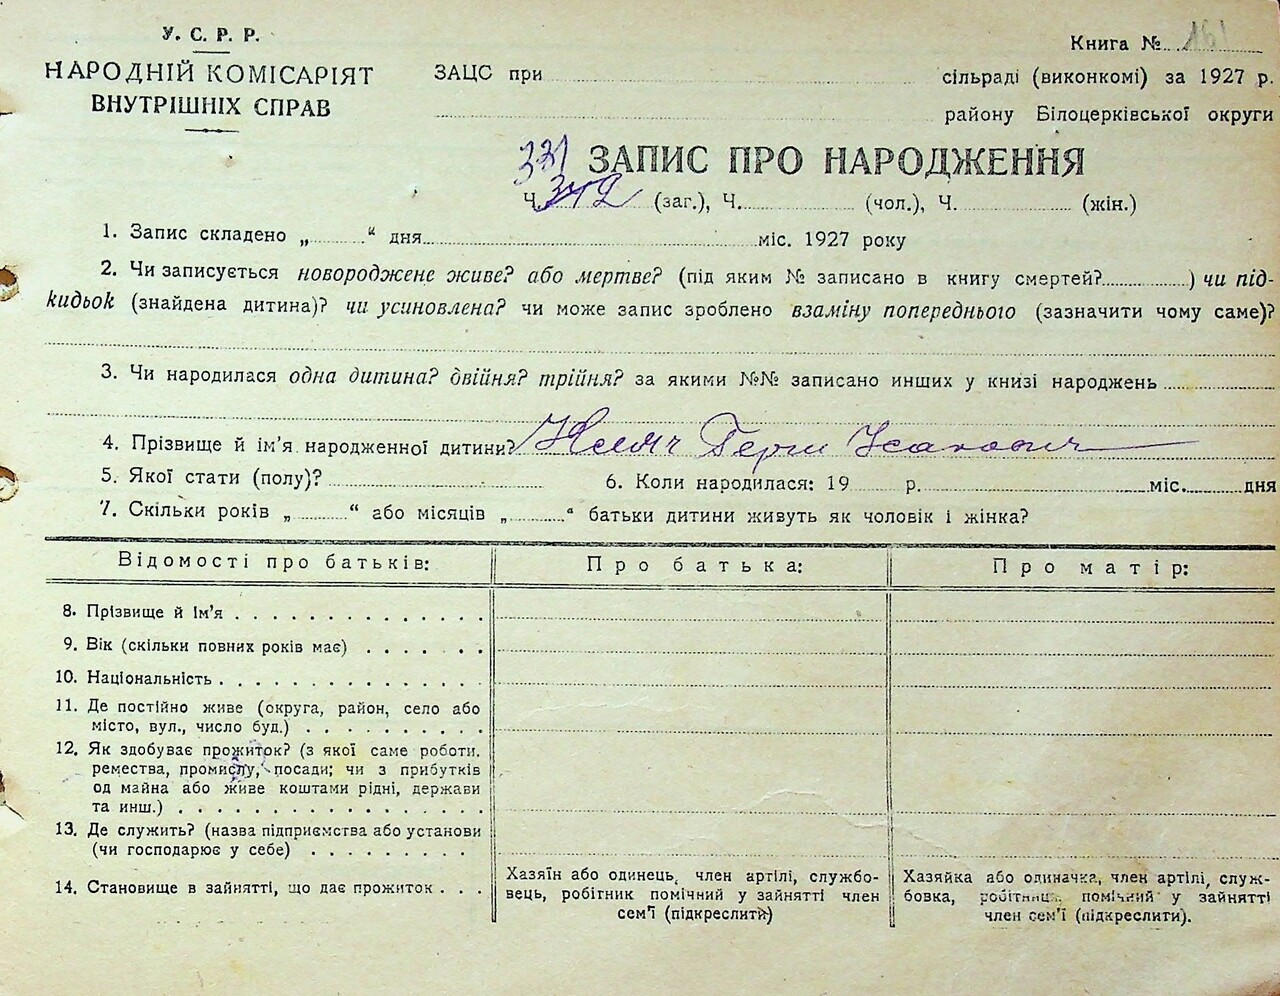 У. С. Р. Р.
НАРОДНІЙ КОМІСАРІЯТ
ВНУТРІШНІХ СПРАВ
Книга № 161
ЗАЦС при сільраді (виконкомі) за 1927 р.
району Білоцерківської округи
331 ЗАПИС ПРО НАРОДЖЕННЯ
Ч. 342 (заг.), Ч. (чол.), Ч. (жін.)
1. Запис складено „ “ дня міс. 1927 року
2. Чи записується новороджене живе? або мертве? (під яким № записано в книгу смертей? ) чи під-
кидьок (знайдена дитина)? чи усиновлена? чи може запис зроблено взаміну попереднього (зазначити чому саме)?
3. Чи народилася одна дитина? двійня? трійня? за якими №№ записано инших у книзі народжень
4. Прізвище й ім'я народженної дитини? Герш
5. Якої стати (полу)? 6. Коли народилася: 19 р. міс. дня
7. Скільки років „ “ або місяців „ “ батьки дитини живуть як чоловік і жінка?
Відомості про батьків: Про батька: Про матір:
8. Прізвище й ім'я
9. Вік (скільки повних років має)
10. Національність
11. Де постійно живе (округа, район, село або
місто, вул., число буд.)
12. Як здобуває прожиток? (з якої саме роботи.
ремества, промислу, посади; чи з прибутків
од майна або живе коштами рідні, держави
та инш.)
13. Де служить? (назва підприємства або установи
(чи господарює у себе)
14. Становище в зайнятті, що дає прожиток
Хазяїн або одинець, член артілі, службо-
вець, робітник помічний у зайнятті член
сем'ї (підкреслити)
Хазяйка або одиначка, член артілі, служ-
бовка, робітниця помічний у зайнятті
член сем'ї (підкреслити).